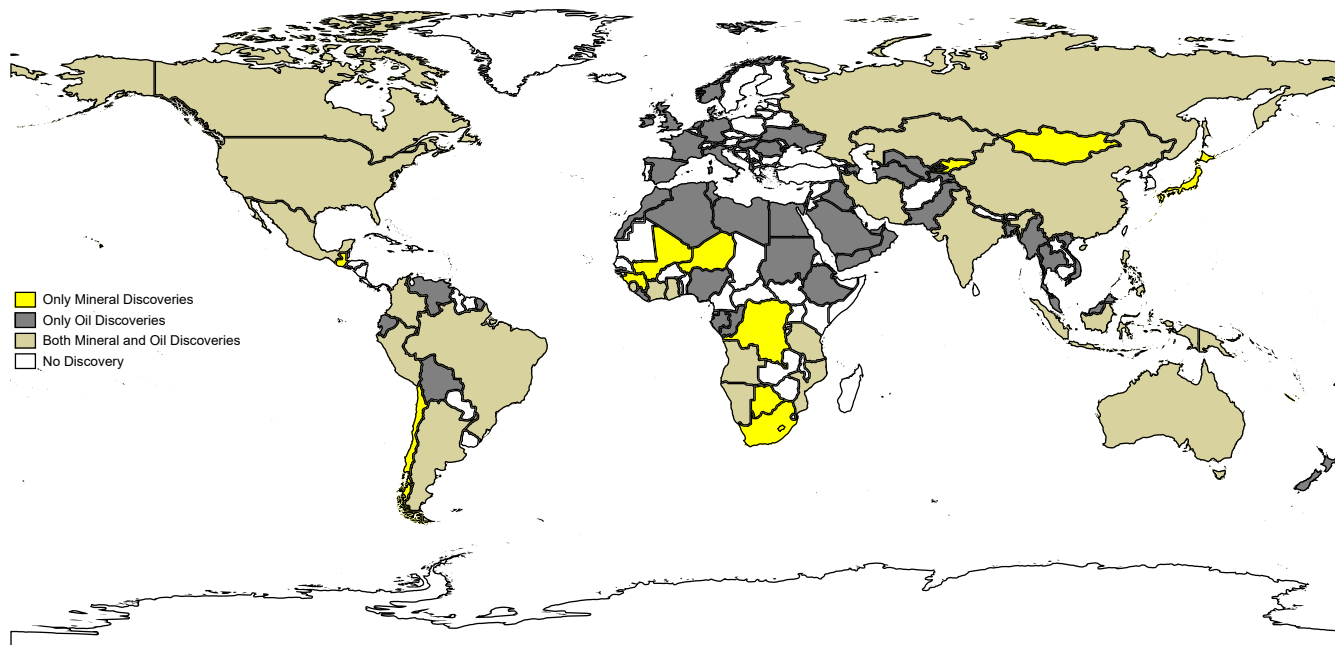 Only Mineral Discoveries
Only Oil Discoveries
Both Mineral and Oil Discoveries
No Discovery